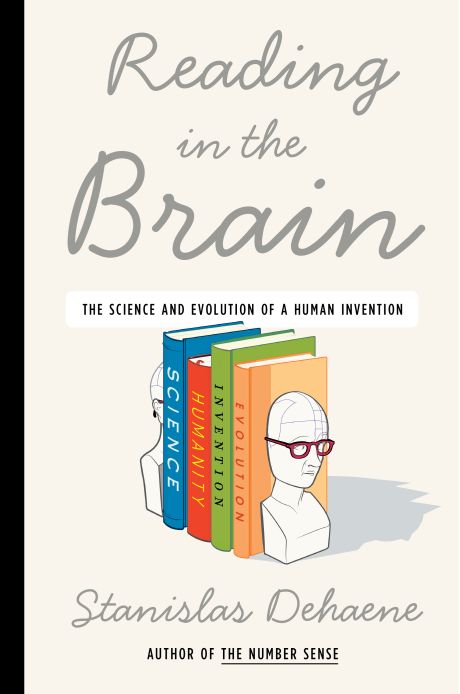 Reading
in the
Brain
THE SCIENCE AND EVOLUTION OF A HUMAN INVENTION
SCIENCE
HUMANITY
INVENTION
EVOLUTION
Stanislas Dehaene
AUTHOR OF THE NUMBER SENSE